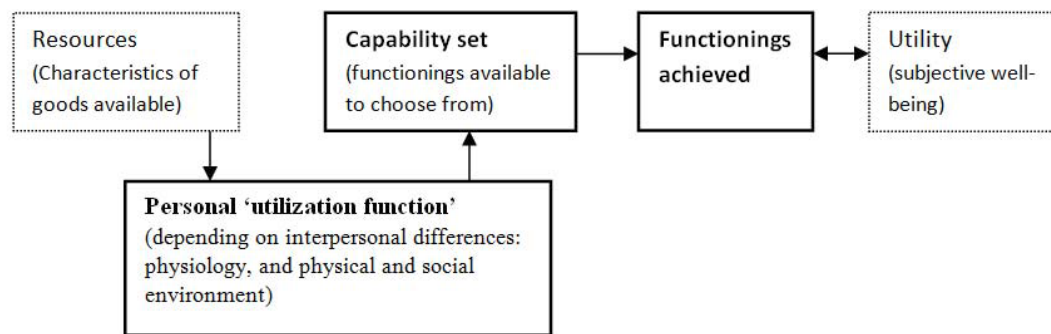 Resources
(Characteristics of
goods available)
Capability set
(functionings available
to choose from)
Functionings
achieved
Utility
(subjective well-
being)
Personal ‘utilization function’
(depending on interpersonal differences:
physiology, and physical and social
environment)